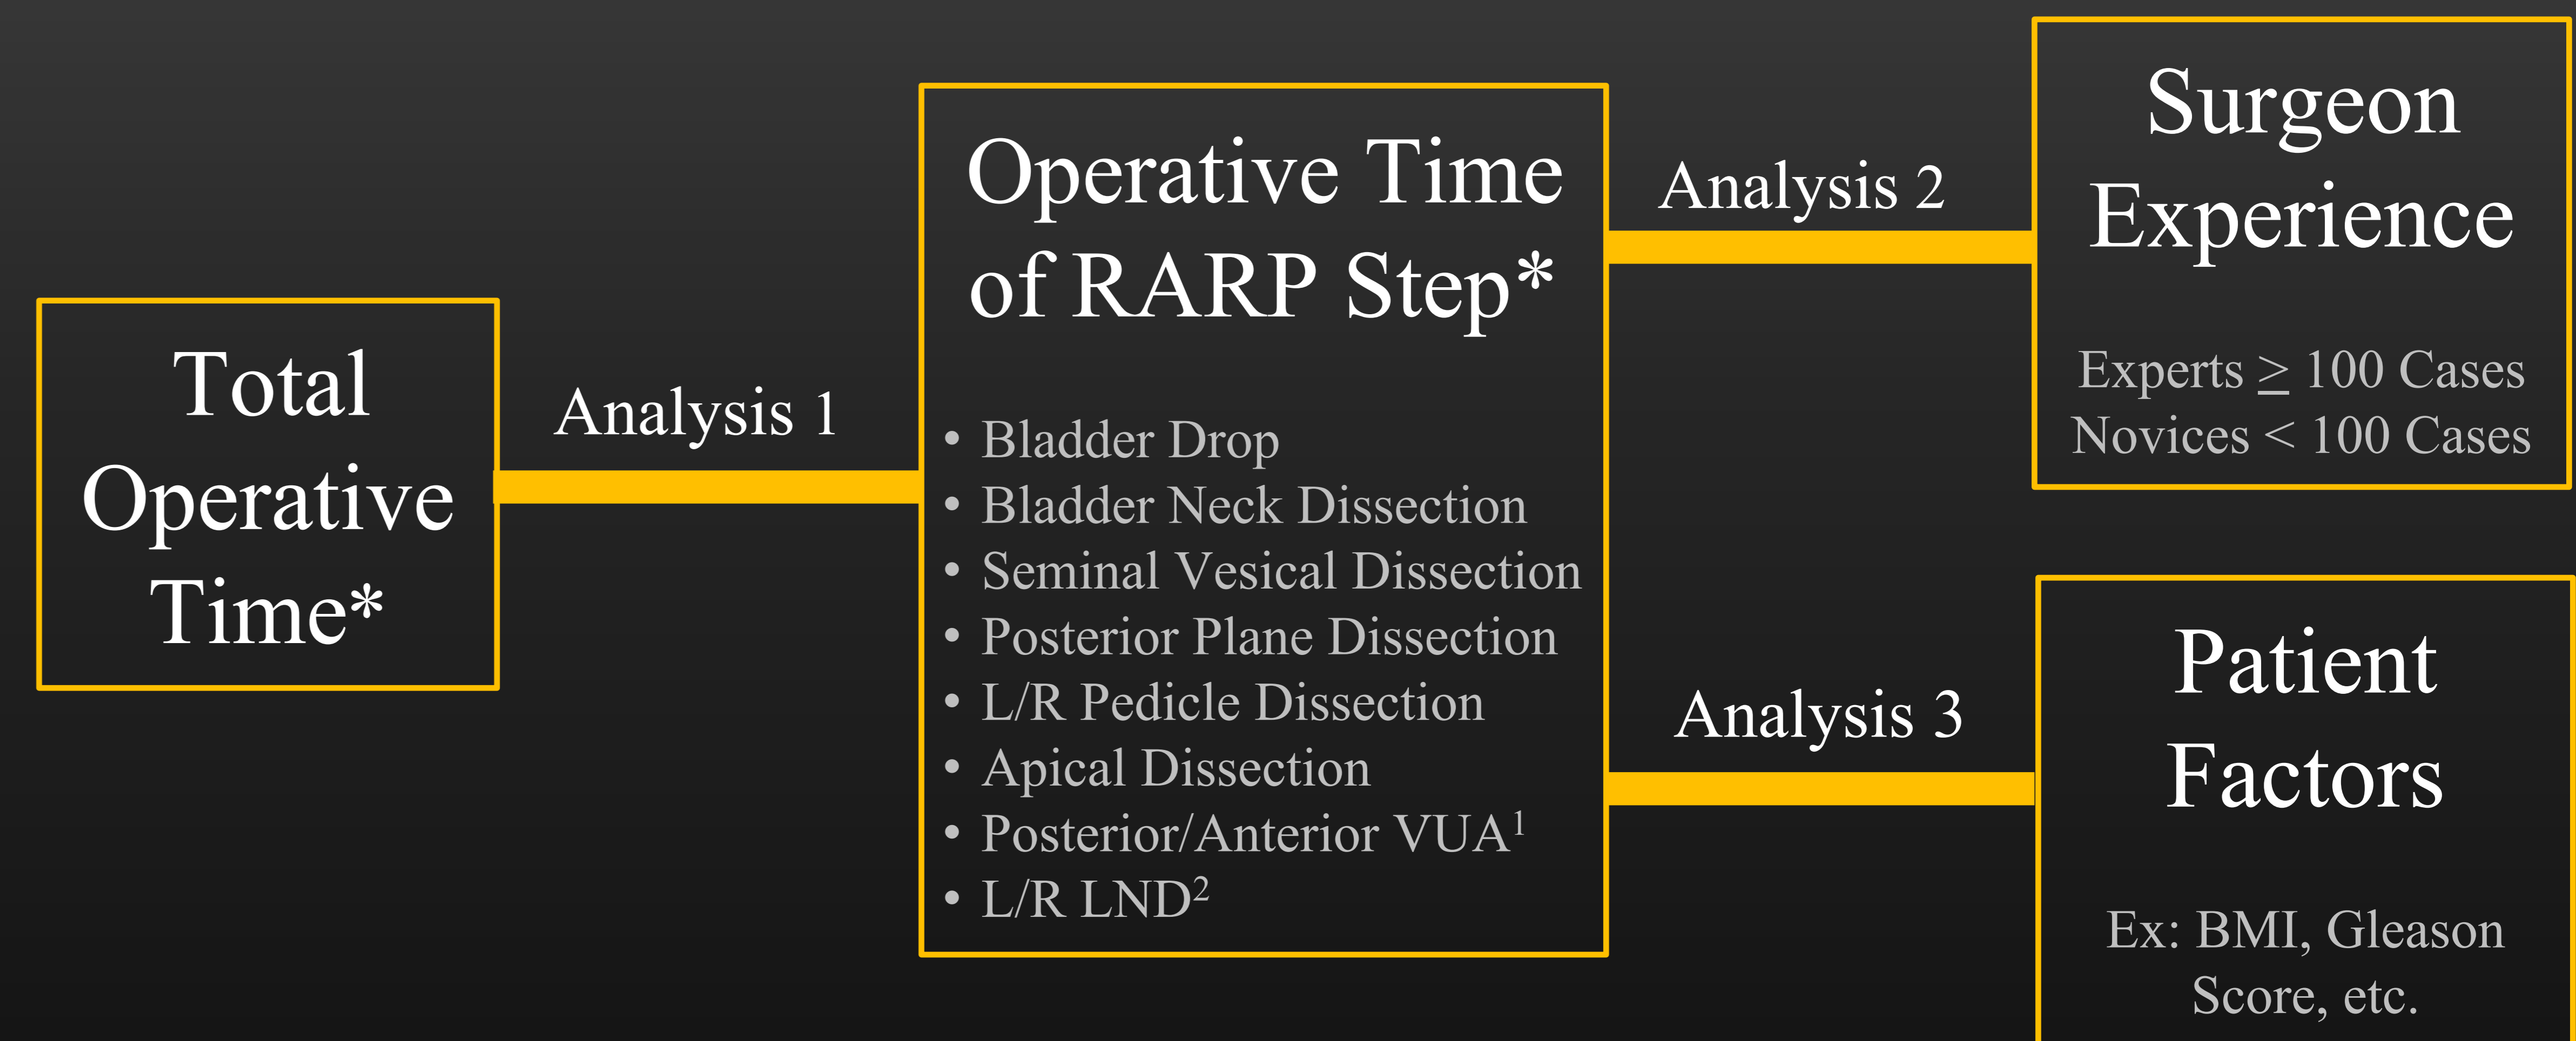 Total
Operative
Time*
Analysis 1
Operative Time
of RARP Step*
• Bladder Drop
• Bladder Neck Dissection
• Seminal Vesical Dissection
• Posterior Plane Dissection
• L/R Pedicle Dissection
• Apical Dissection
• Posterior/Anterior VUA¹
• L/R LND²
Analysis 2
Surgeon
Experience
Experts ≥ 100 Cases
Novices < 100 Cases
Analysis 3
Patient
Factors
Ex: BMI, Gleason
Score, etc.